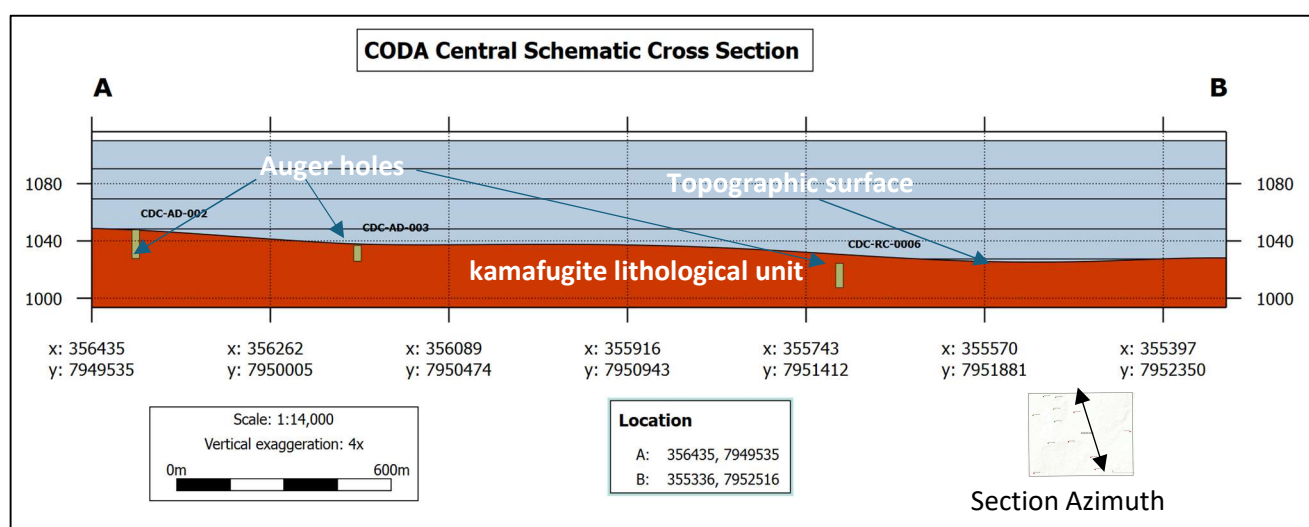 CODA Central Schematic Cross Section
A
B
Auger holes
Topographic surface
1080
1080
CDC-AD-002
CDC-AD-003
CDC-RC-0006
1040
1040
kamafugite lithological unit
1000
1000
x: 356435
y: 7949535
x: 356262
y: 7950005
x: 356089
y: 7950474
x: 355916
y: 7950943
x: 355743
y: 7951412
x: 355570
y: 7951881
x: 355397
y: 7952350
Scale: 1:14,000
Vertical exaggeration: 4x
0m
600m
Location
A: 356435, 7949535
B: 355336, 7952516
Section Azimuth